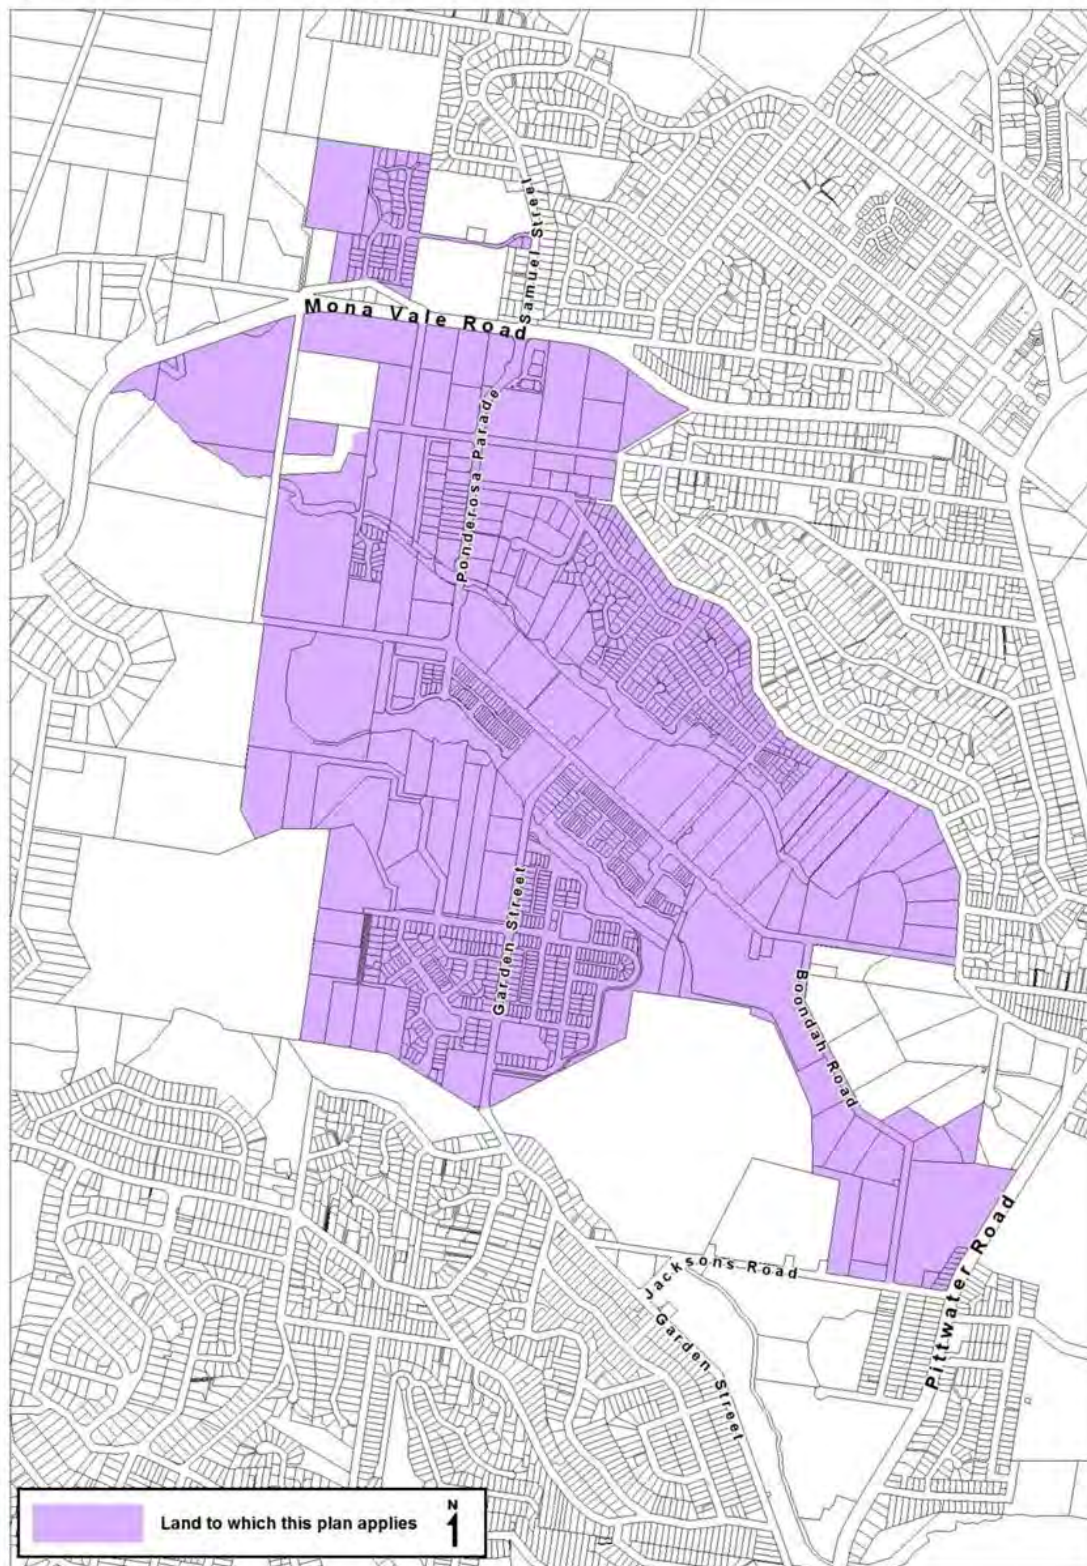 Samuel Street
Mona Vale Road
Ponderosa Parade
Garden Street
Boondah Road
Jacksons Road
Garden Street
Pittwater Road
N
Land to which this plan applies